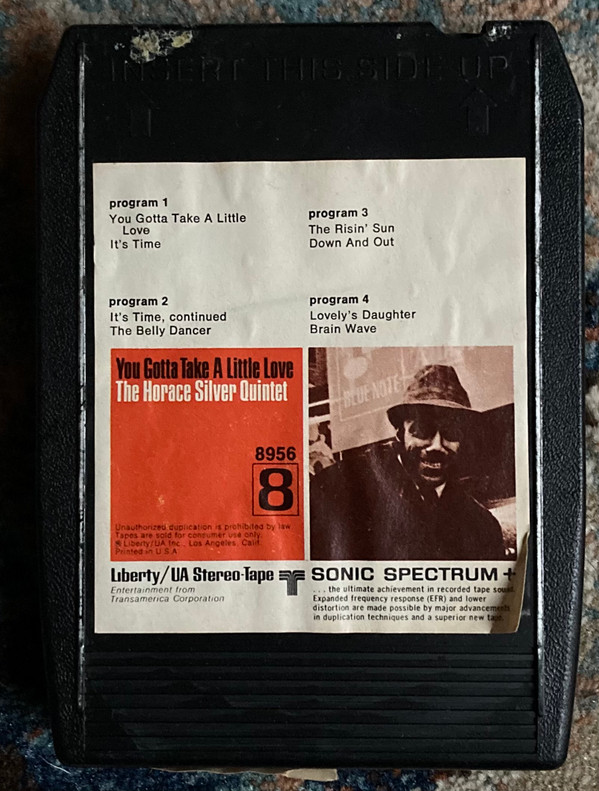 INSERT THIS SIDE UP
program 1
You Gotta Take A Little
Love
It's Time
program 2
It's Time, continued
The Belly Dancer
program 3
The Risin' Sun
Down And Out
program 4
Lovely's Daughter
Brain Wave
You Gotta Take A Little Love
The Horace Silver Quintet
8956
8
Unauthorized duplication is prohibited by law
Tapes are sold for consumer use only.
Liberty/UA Inc., Los Angeles, Calif.
Printed in U.S.A
BLUE NOTE
Liberty/UA Stereo-Tape
Entertainment from
Transamerica Corporation
SONIC SPECTRUM +
... the ultimate achievement in recorded tape sound.
Expanded frequency response (EFR) and lower
distortion are made possible by major advancements
in duplication techniques and a superior new tape.